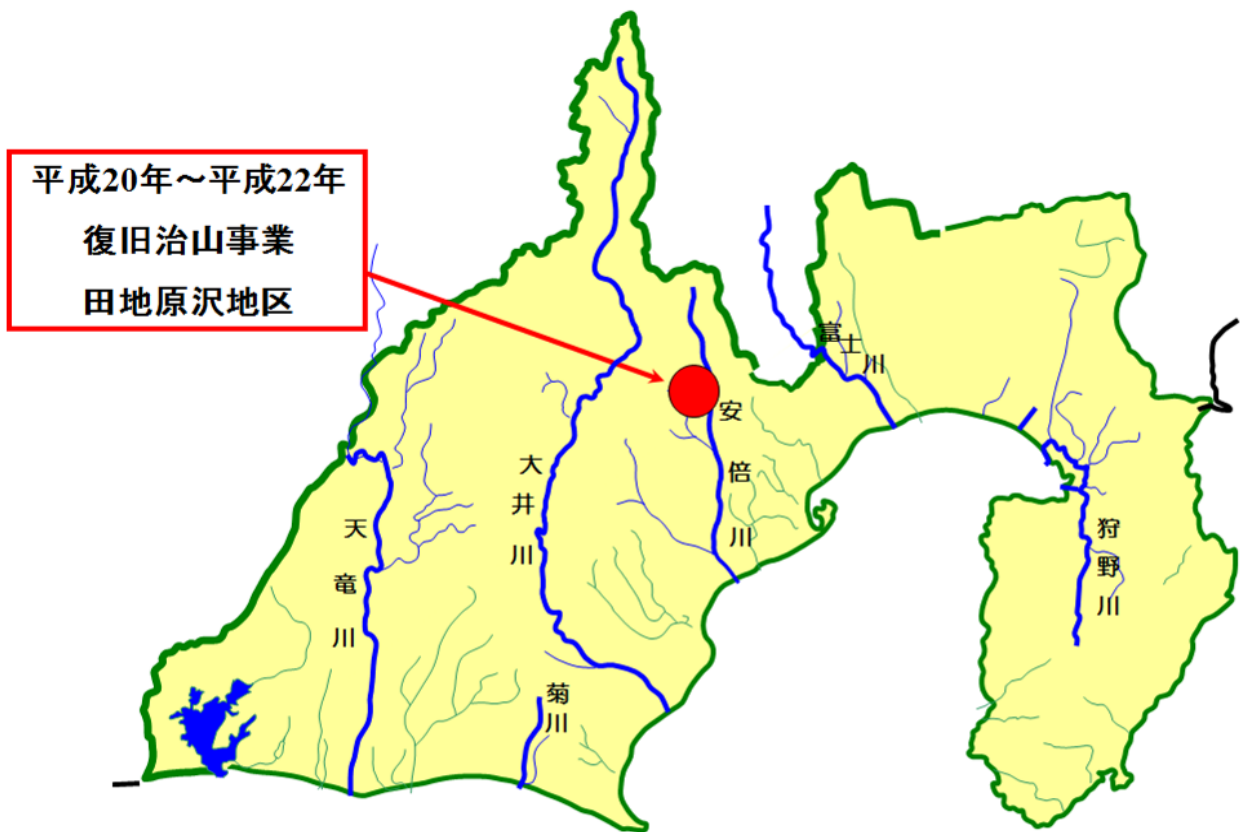 平成20年～平成22年
復旧治山事業
田地原沢地区
富士川
安倍川
大井川
天竜川
菊川
狩野川